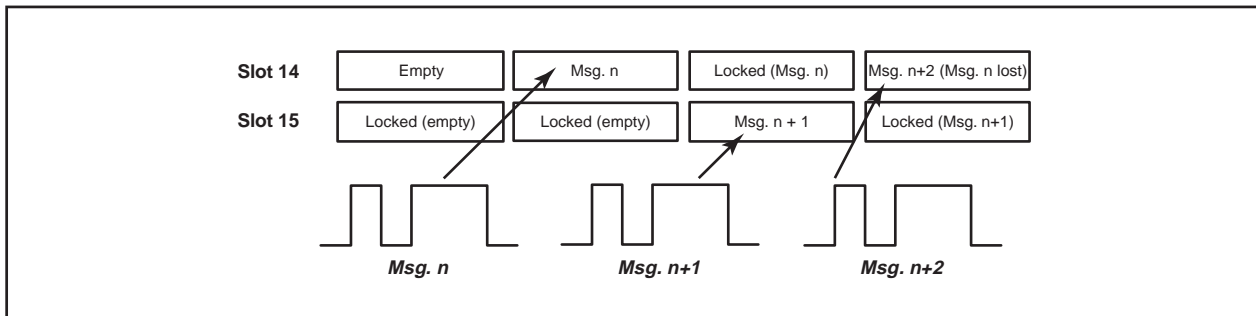 Slot 14 Empty Msg. n Locked (Msg. n) Msg. n+2 (Msg. n lost)
Slot 15 Locked (empty) Locked (empty) Msg. n + 1 Locked (Msg. n+1)
Msg. n Msg. n+1 Msg. n+2